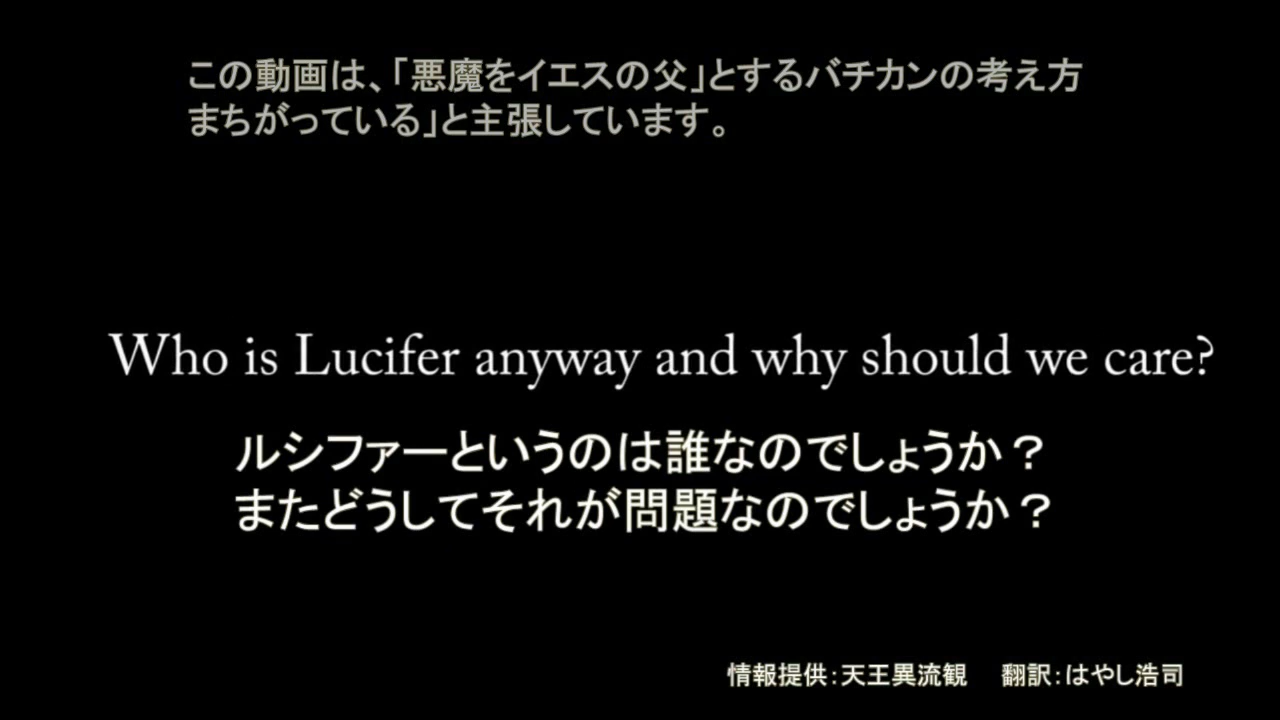 この動画は、「悪魔をイエスの父」とするバチカンの考え方
まちがっている」と主張しています。
Who is Lucifer anyway and why should we care?
ルシファーというのは誰なのでしょうか？
またどうしてそれが問題なのでしょうか？
情報提供：天王異流観　翻訳：はやし浩司